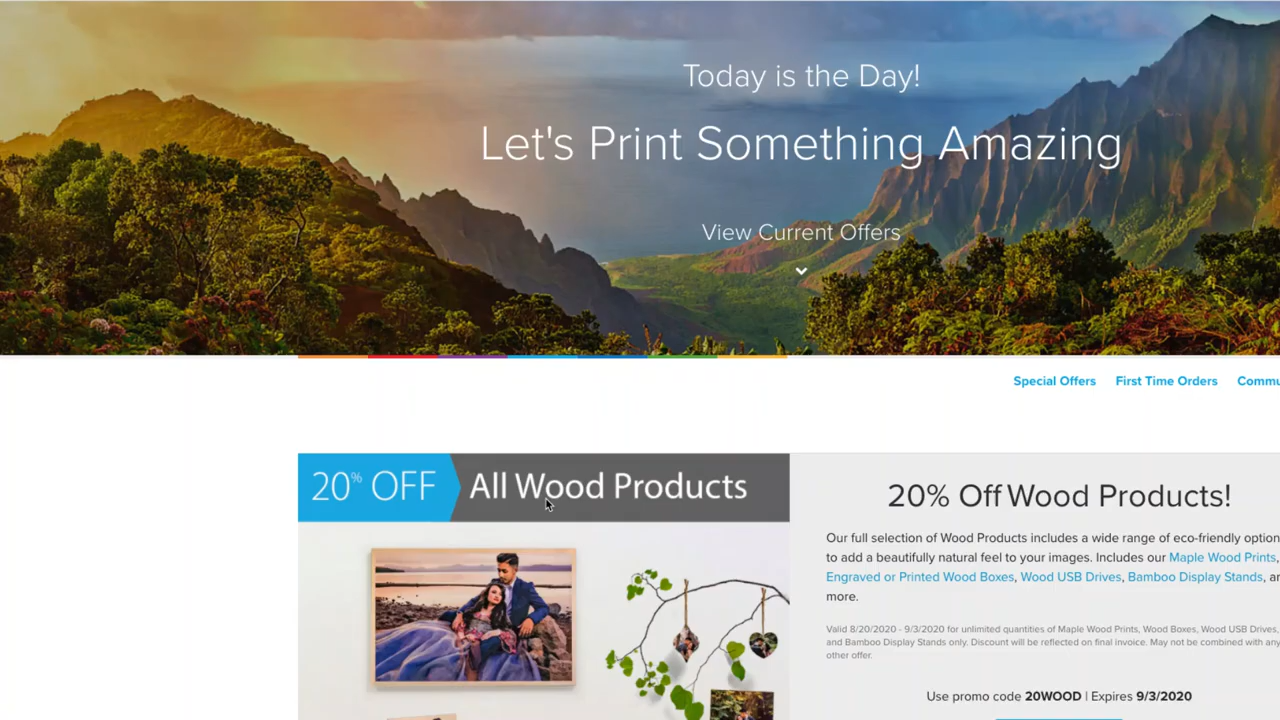 Today is the Day!
Let's Print Something Amazing
View Current Offers
Special Offers First Time Orders
20% OFF All Wood Products
20% Off Wood Products!
Our full selection of Wood Products includes a wide range of eco-friendly
to add a beautifully natural feel to your images. Includes our Maple Wood Prints,
Engraved or Printed Wood Boxes, Wood USB Drives, Bamboo Display Stands,
more.
Valid 8/20/2020 - 9/3/2020 for unlimited quantities of Maple Wood Prints, Wood Boxes, Wood USB Drives,
and Bamboo Display Stands only. Discount will be reflected on final invoice. May not be combined with any
other offer.
Use promo code 20WOOD | Expires 9/3/2020